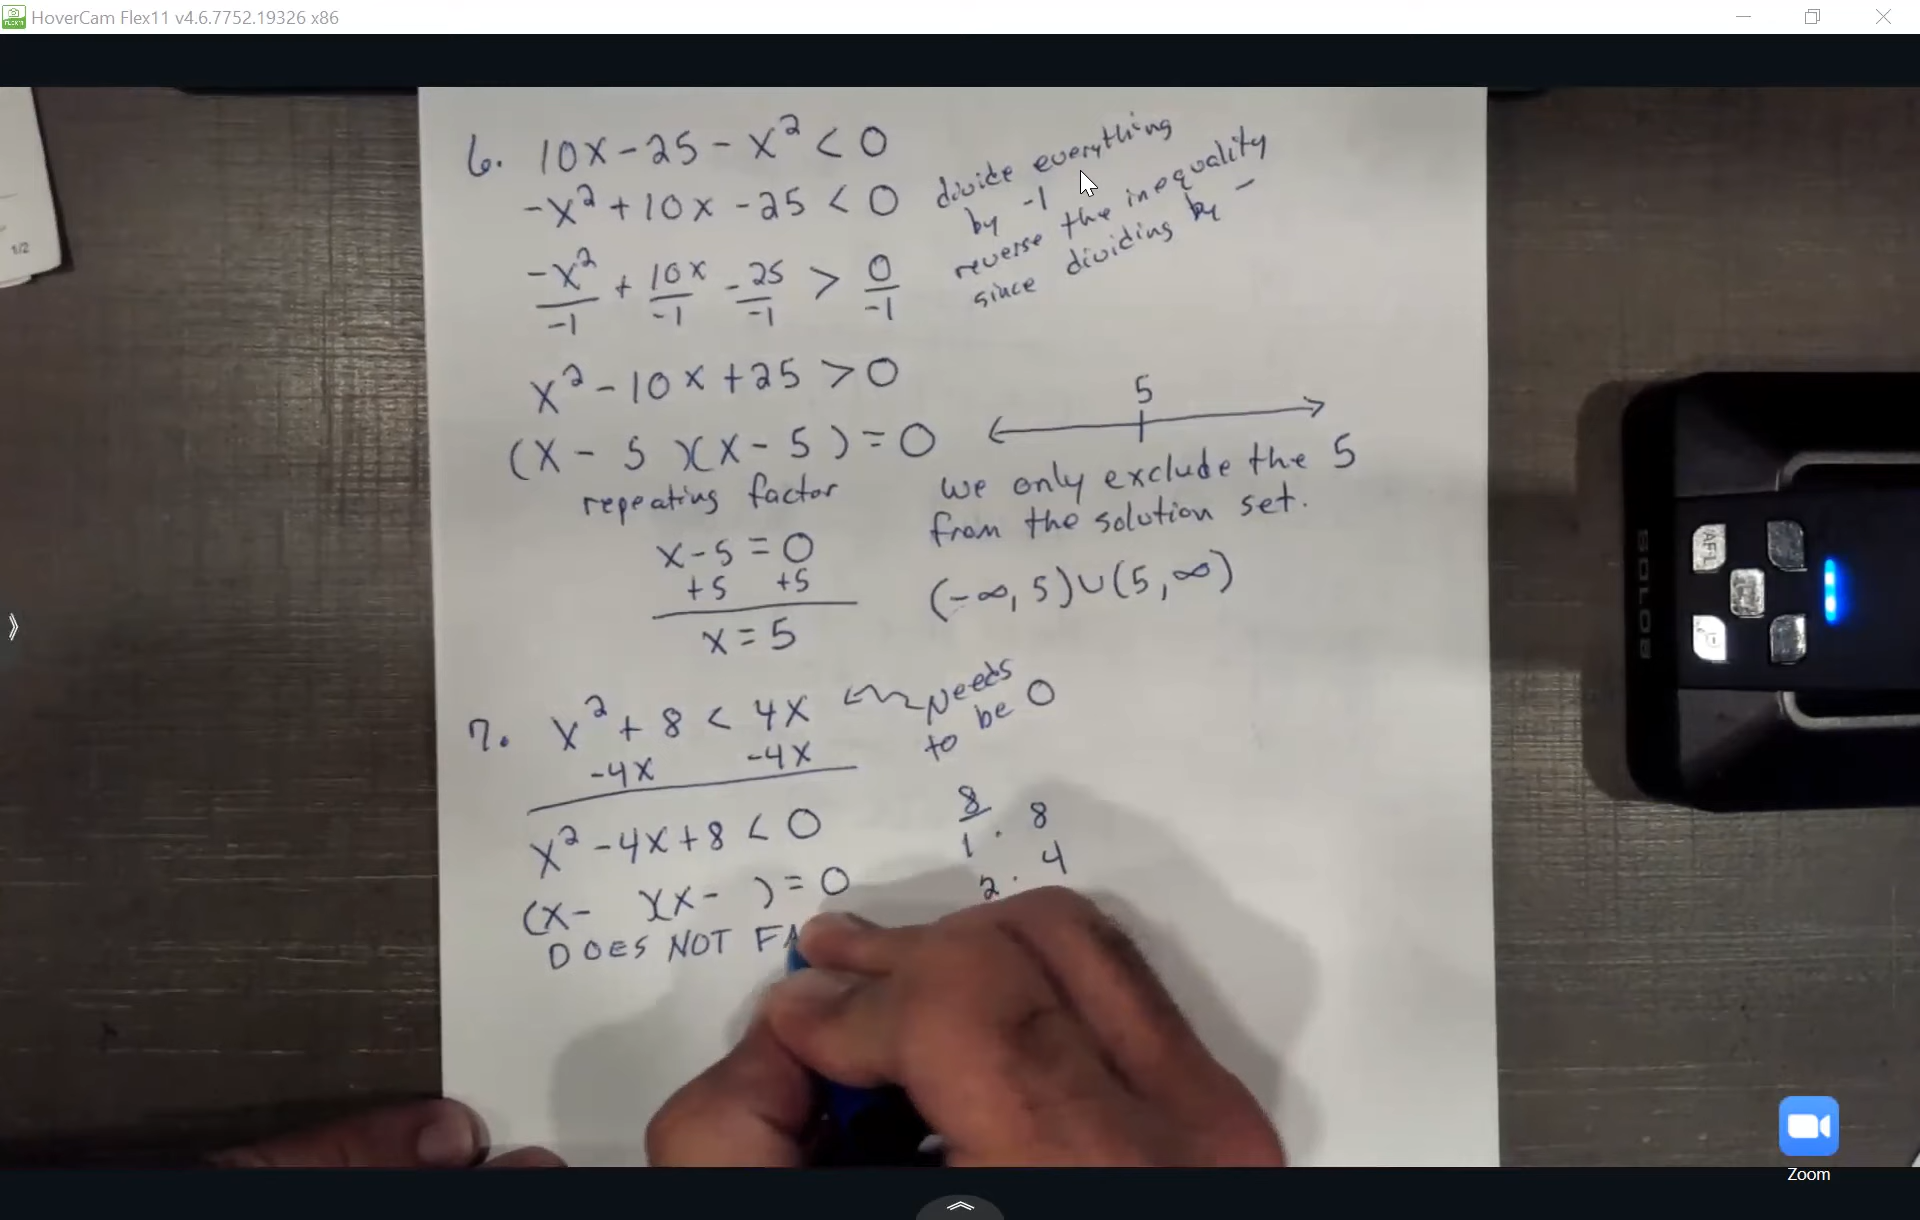 HoverCam Flex11 v4.6.7752.19326 x86
6. 10x - 25 - x² < 0
-x² + 10x - 25 < 0
divide everything
by -1
reverse the inequality
since dividing by -
-x²/-1 + 10x/-1 - 25/-1 > 0/-1
x² - 10x + 25 > 0
(x - 5)(x - 5) = 0
repeating factor
x - 5 = 0
+5 +5
x = 5
5
we only exclude the 5
from the solution set.
(-∞, 5)∪(5, ∞)
7. x² + 8 < 4x
Needs
to be 0
-4x -4x
x² - 4x + 8 < 0
(x - )(x - ) = 0
DOES NOT FA
8
1 · 8
2 · 4
1/2
AF
Zoom